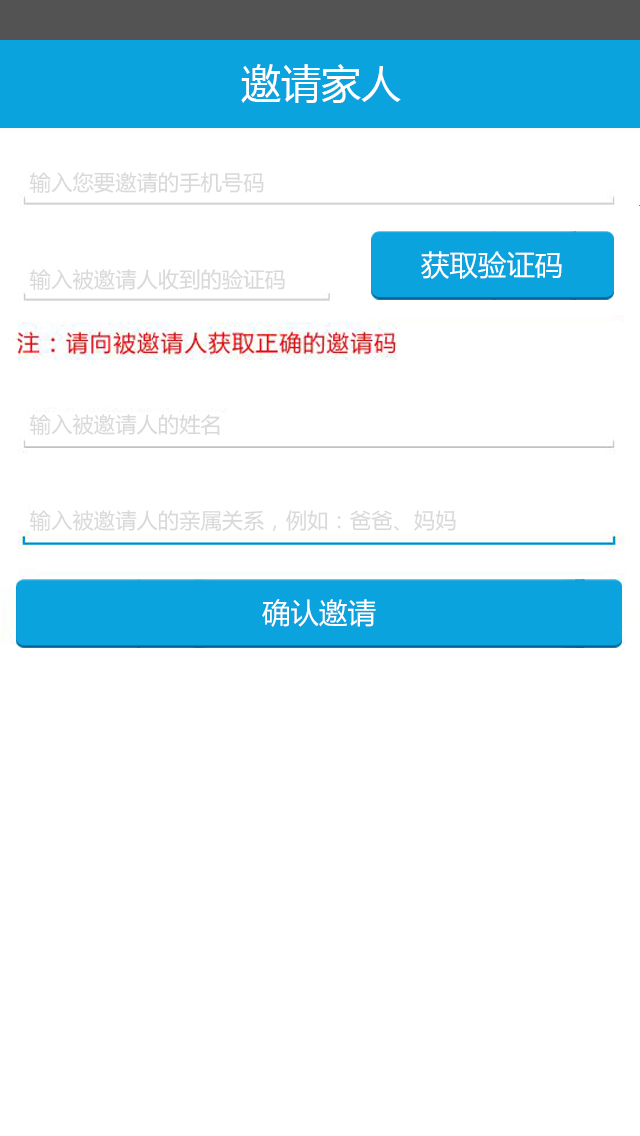 邀请家人
输入您要邀请的手机号码
输入被邀请人收到的验证码
获取验证码
注：请向被邀请人获取正确的邀请码
输入被邀请人的姓名
输入被邀请人的亲属关系，例如：爸爸、妈妈
确认邀请